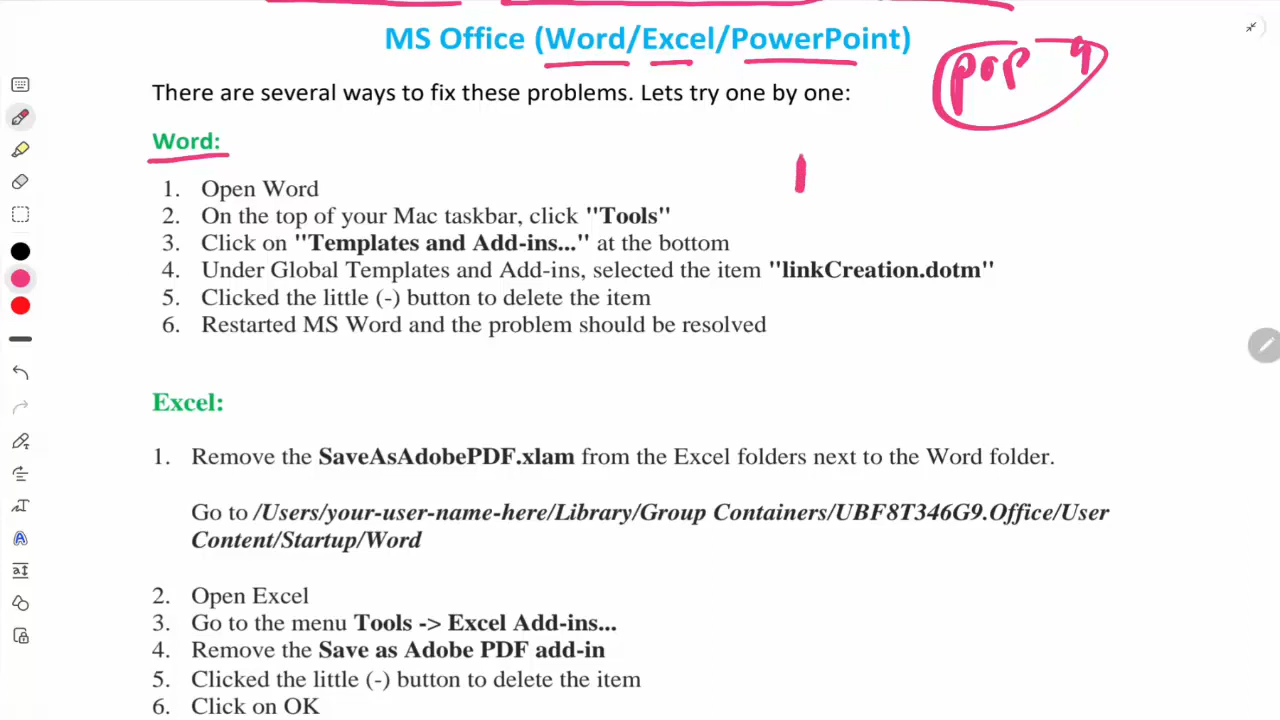 MS Office (Word/Excel/PowerPoint)
pop
There are several ways to fix these problems. Lets try one by one:
Word:
1. Open Word
2. On the top of your Mac taskbar, click "Tools"
3. Click on "Templates and Add-ins..." at the bottom
4. Under Global Templates and Add-ins, selected the item "linkCreation.dotm"
5. Clicked the little (-) button to delete the item
6. Restarted MS Word and the problem should be resolved
Excel:
1. Remove the SaveAsAdobePDF.xlam from the Excel folders next to the Word folder.
Go to /Users/your-user-name-here/Library/Group Containers/UBF8T346G9.Office/User
Content/Startup/Word
2. Open Excel
3. Go to the menu Tools -> Excel Add-ins...
4. Remove the Save as Adobe PDF add-in
5. Clicked the little (-) button to delete the item
6. Click on OK